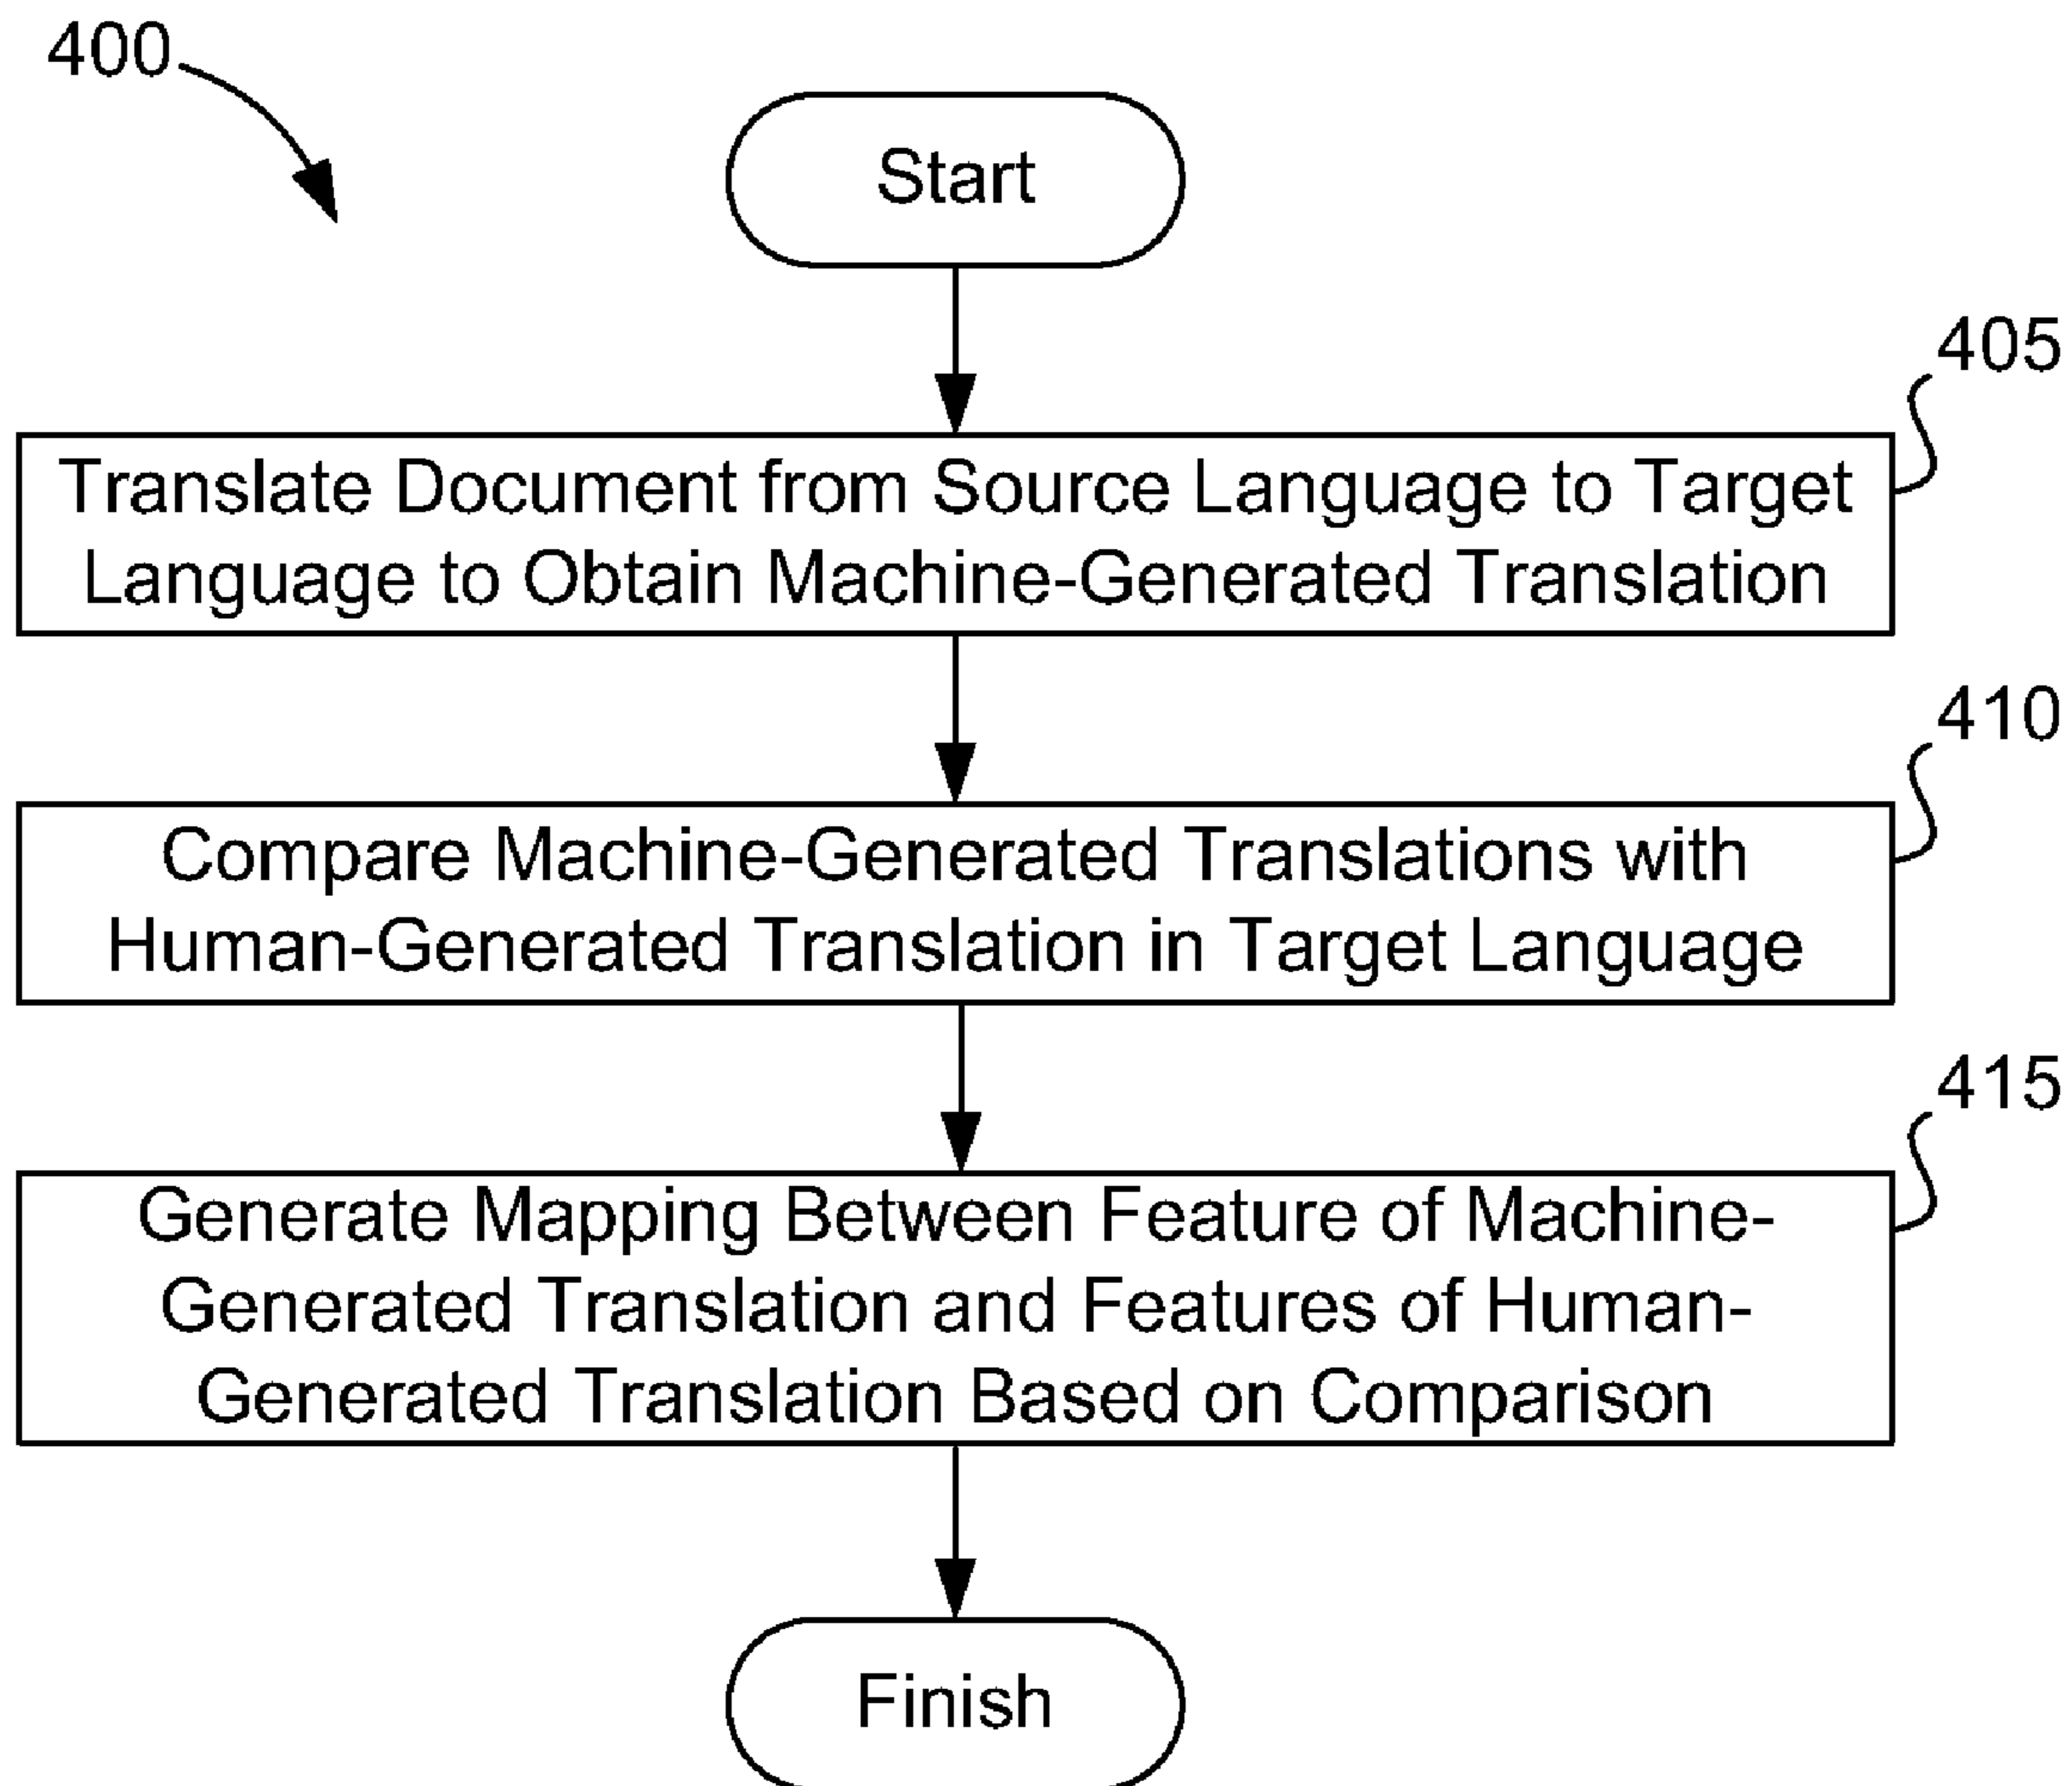 400
Start
405
Translate Document from Source Language to Target
Language to Obtain Machine-Generated Translation
410
Compare Machine-Generated Translations with
Human-Generated Translation in Target Language
415
Generate Mapping Between Feature of Machine-
Generated Translation and Features of Human-
Generated Translation Based on Comparison
Finish